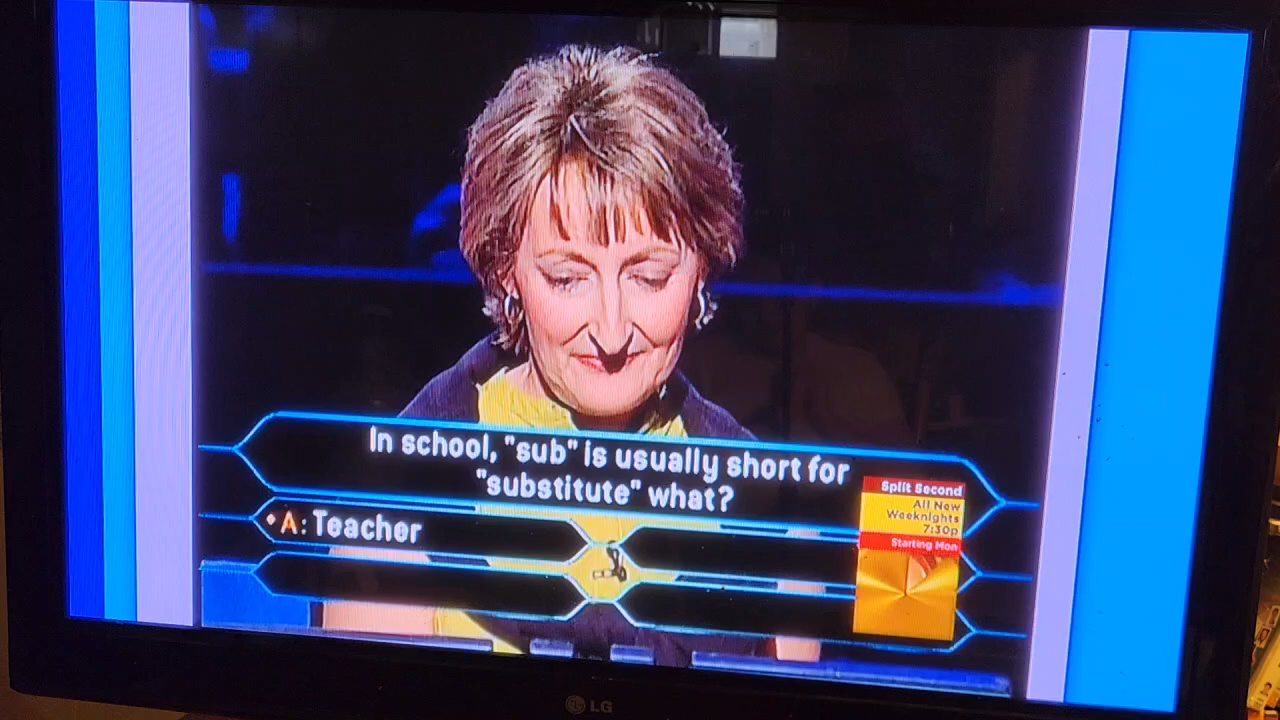 In school, "sub" is usually short for
"substitute" what?
A: Teacher
Split Second
All New
Weeknights
7:30p
Starting Mon
LG